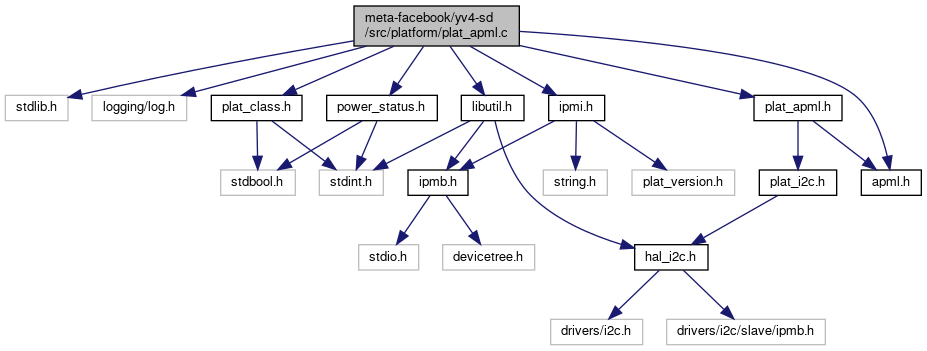 meta-facebook/yv4-sd
/src/platform/plat_apml.c
stdlib.h
logging/log.h
plat_class.h
power_status.h
libutil.h
ipmi.h
plat_apml.h
stdbool.h
stdint.h
ipmb.h
string.h
plat_version.h
plat_i2c.h
apml.h
stdio.h
devicetree.h
hal_i2c.h
drivers/i2c.h
drivers/i2c/slave/ipmb.h